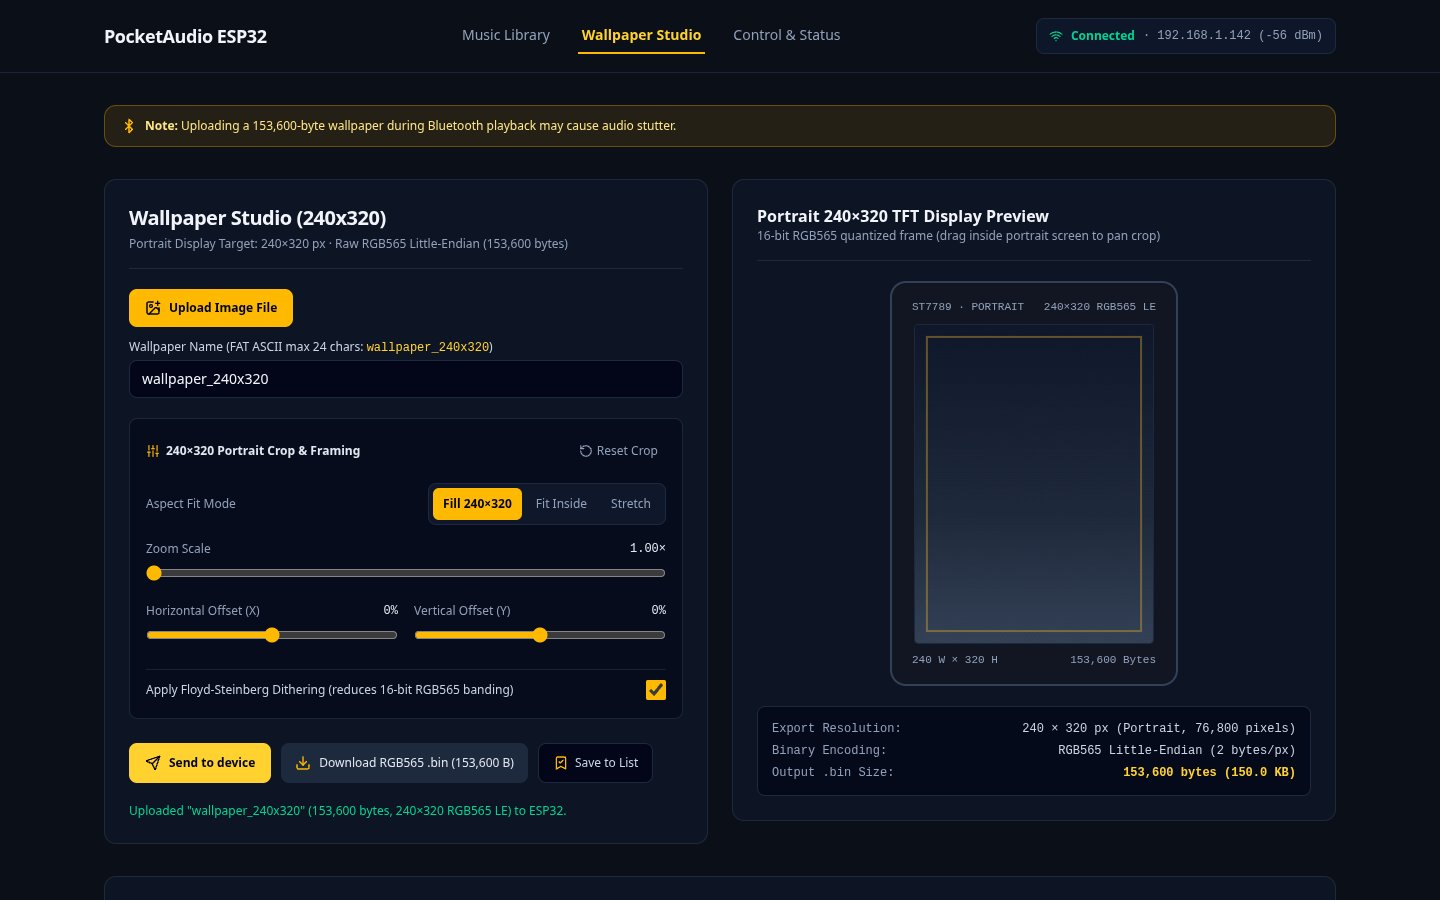 PocketAudio ESP32
Music Library
Wallpaper Studio
Control & Status
Connected · 192.168.1.142 (-56 dBm)
Note: Uploading a 153,600-byte wallpaper during Bluetooth playback may cause audio stutter.
Wallpaper Studio (240x320)
Portrait Display Target: 240×320 px · Raw RGB565 Little-Endian (153,600 bytes)
Upload Image File
Wallpaper Name (FAT ASCII max 24 chars: wallpaper_240x320)
wallpaper_240x320
240×320 Portrait Crop & Framing
Reset Crop
Aspect Fit Mode
Fill 240×320
Fit Inside
Stretch
Zoom Scale
1.00×
Horizontal Offset (X)
0%
Vertical Offset (Y)
0%
Apply Floyd-Steinberg Dithering (reduces 16-bit RGB565 banding)
Send to device
Download RGB565 .bin (153,600 B)
Save to List
Uploaded "wallpaper_240x320" (153,600 bytes, 240×320 RGB565 LE) to ESP32.
Portrait 240×320 TFT Display Preview
16-bit RGB565 quantized frame (drag inside portrait screen to pan crop)
ST7789 · PORTRAIT
240×320 RGB565 LE
240 W × 320 H
153,600 Bytes
Export Resolution:
240 × 320 px (Portrait, 76,800 pixels)
Binary Encoding:
RGB565 Little-Endian (2 bytes/px)
Output .bin Size:
153,600 bytes (150.0 KB)